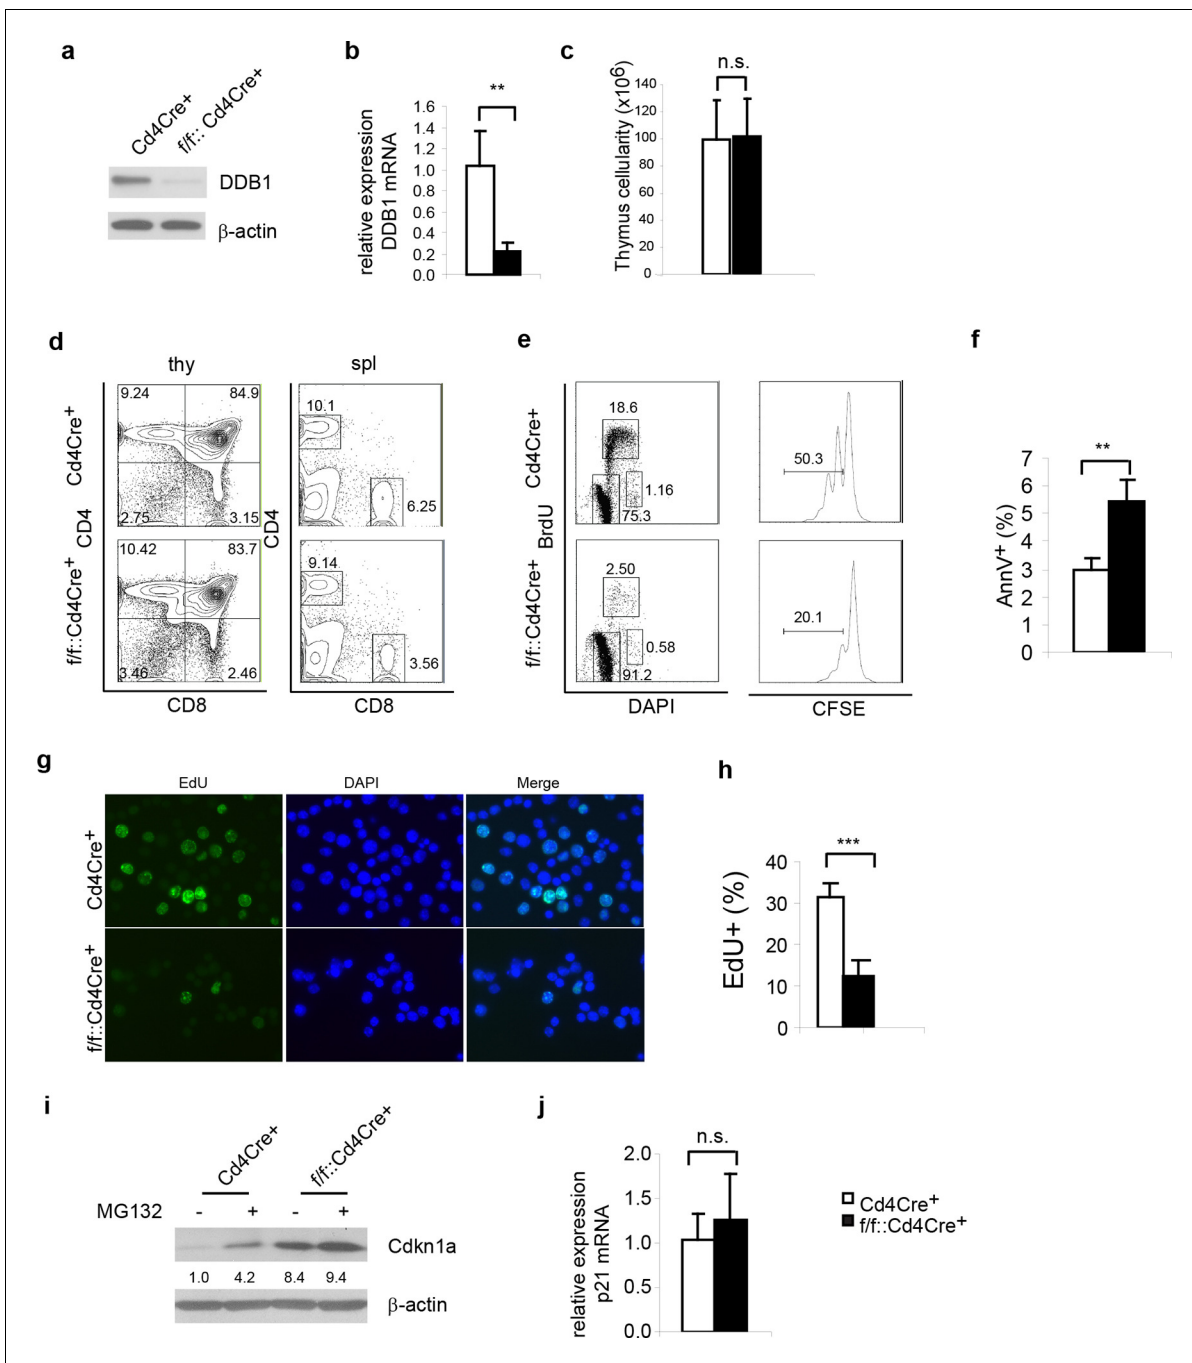 a
Cd4Cre+
f/f:: Cd4Cre+
DDB1
β-actin
b
relative expression
DDB1 mRNA
**
1.6
1.4
1.2
1.0
0.8
0.6
0.4
0.2
0.0
c
Thymus cellularity (x10⁶)
n.s.
140
120
100
80
60
40
20
0
d
thy
spl
Cd4Cre⁺
CD4
9.24
84.9
2.75
3.15
CD4
10.1
6.25
f/f::Cd4Cre⁺
10.42
83.7
3.46
2.46
9.14
3.56
CD8
CD8
e
Cd4Cre+
BrdU
18.6
1.16
75.3
50.3
f/f::Cd4Cre+
2.50
0.58
91.2
20.1
DAPI
CFSE
f
AnnV⁺ (%)
**
7
6
5
4
3
2
1
0
g
EdU
DAPI
Merge
Cd4Cre⁺
f/f::Cd4Cre⁺
h
EdU+ (%)
***
40
30
20
10
0
i
Cd4Cre+
f/f::Cd4Cre+
MG132
-
+
-
+
Cdkn1a
1.0
4.2
8.4
9.4
β-actin
j
relative expression
p21 mRNA
n.s.
2.0
1.5
1.0
0.5
0.0
Cd4Cre⁺
f/f::Cd4Cre⁺